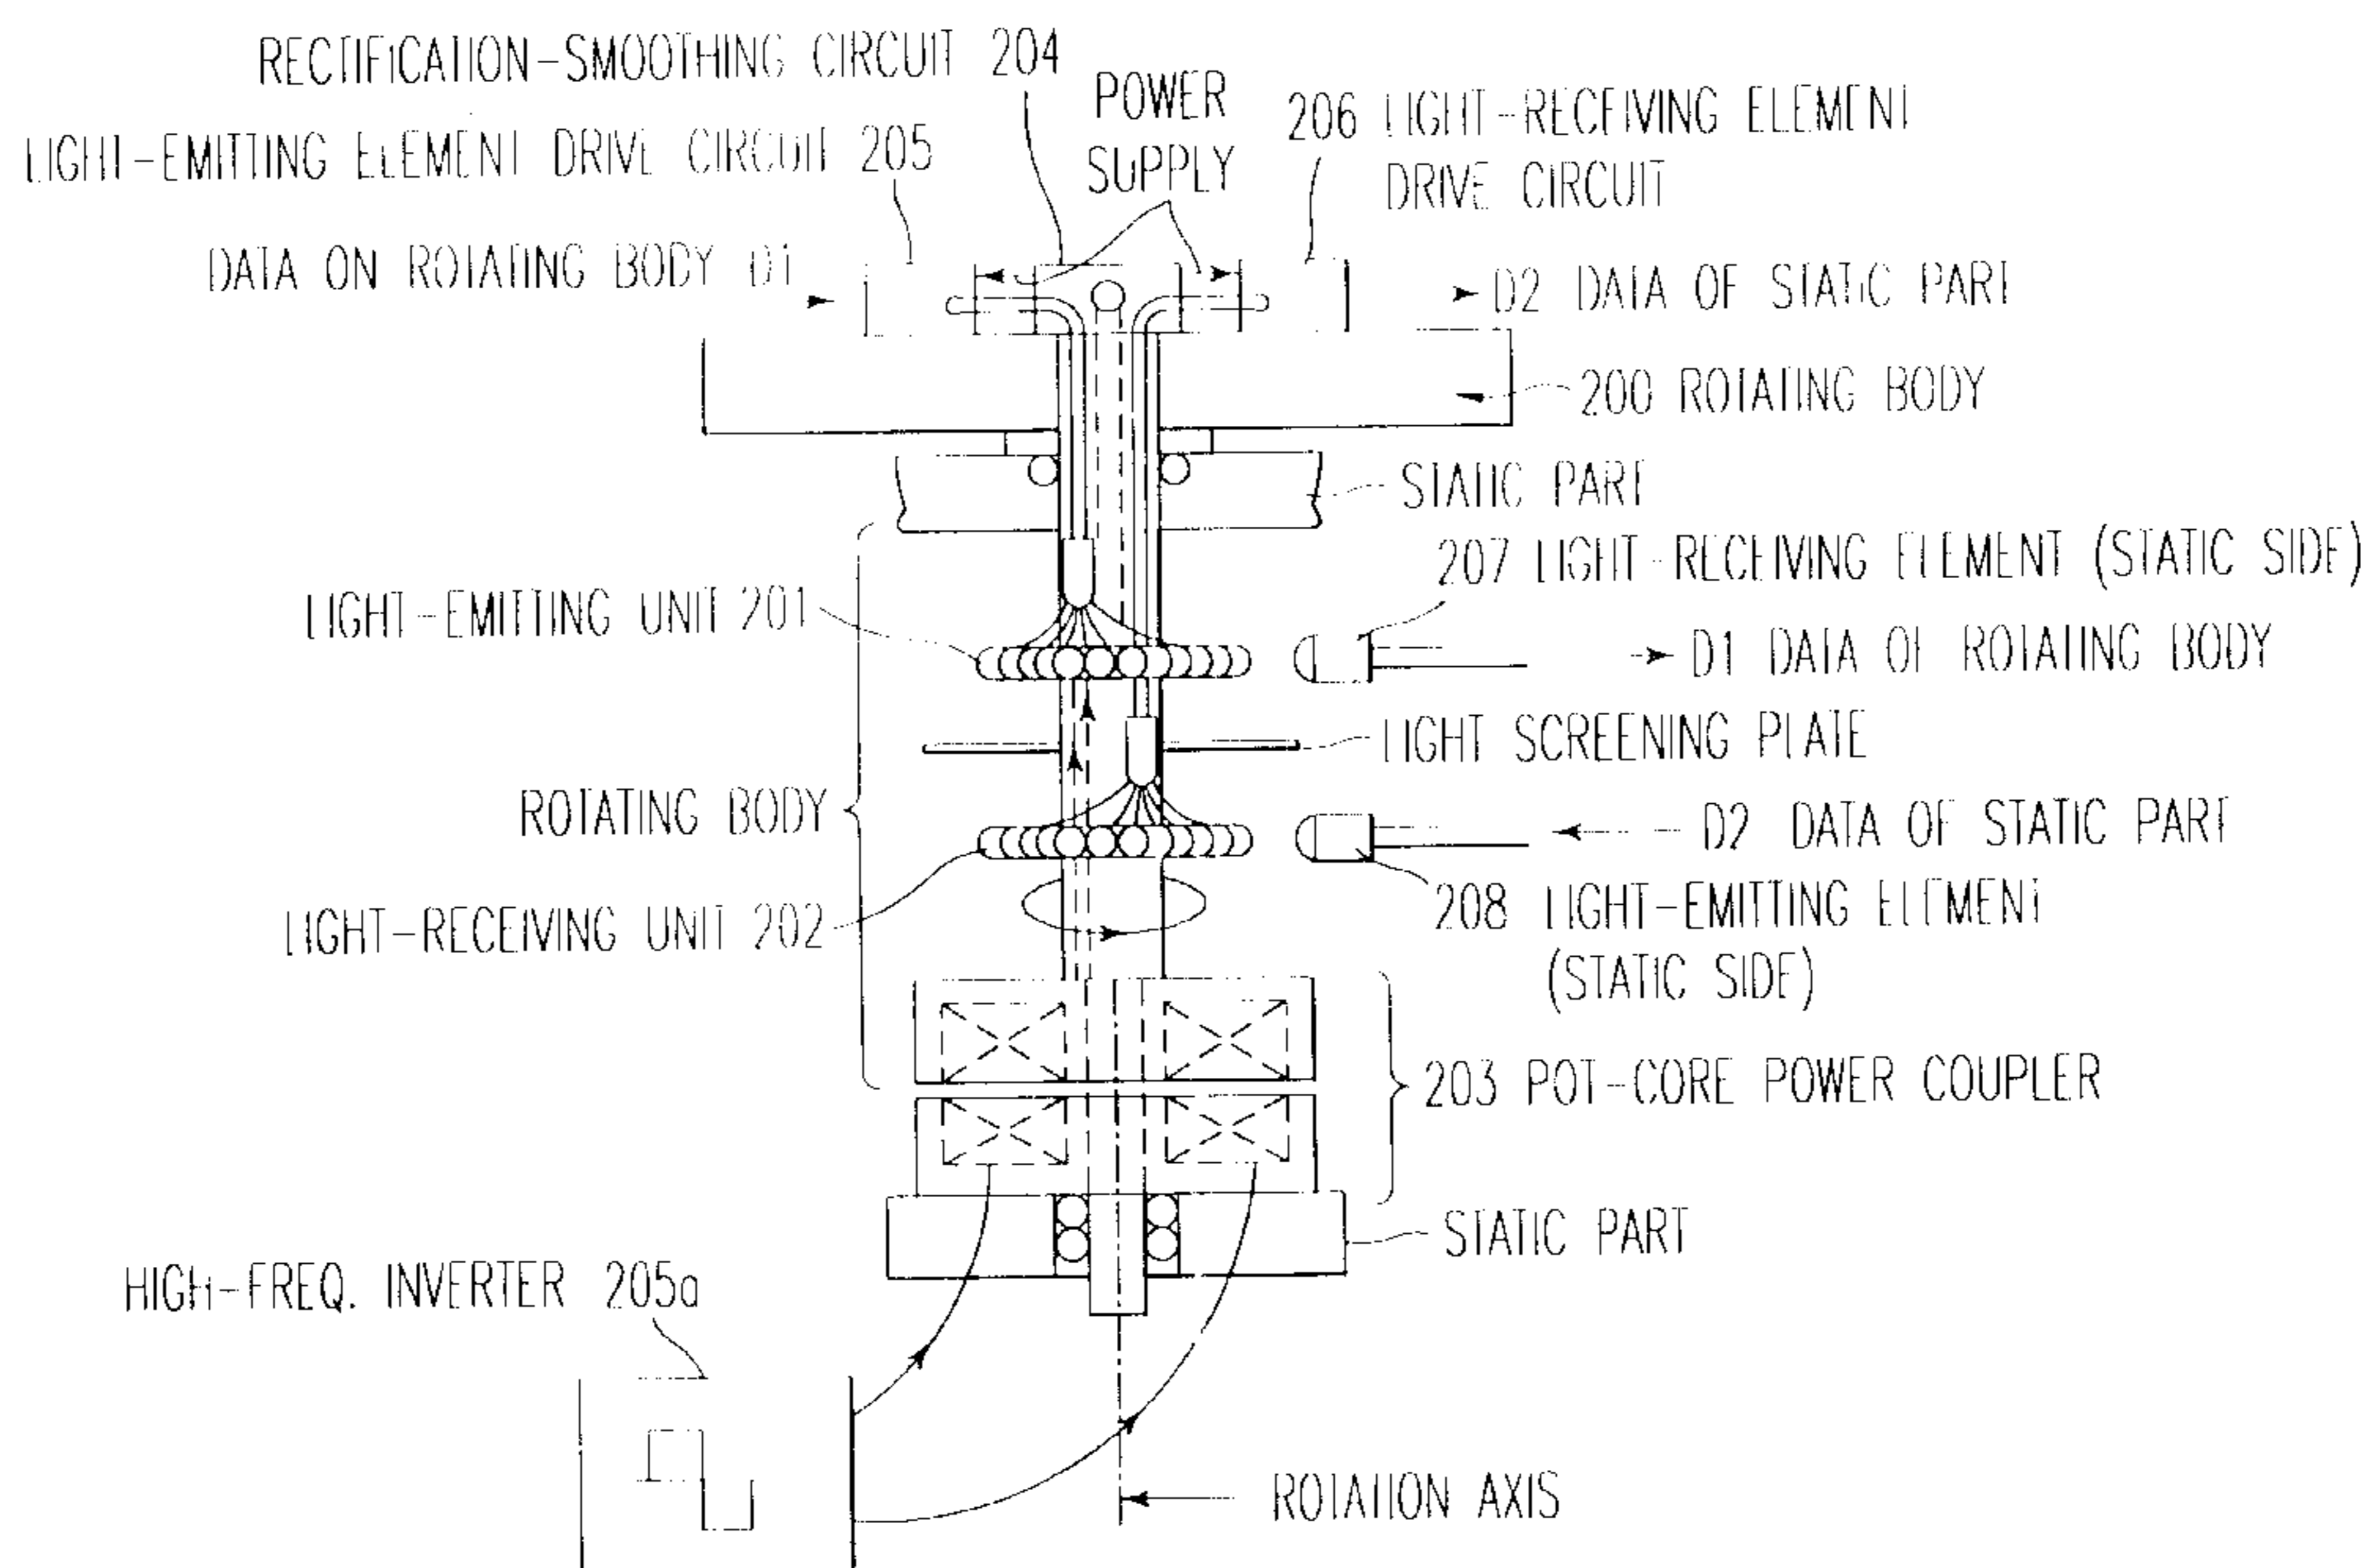 RECTIFICATION-SMOOTHING CIRCUIT 204
POWER
SUPPLY
206 LIGHT-RECEIVING ELEMENT
DRIVE CIRCUIT
LIGHT-EMITTING ELEMENT DRIVE CIRCUIT 205
DATA ON ROTATING BODY D1
D2 DATA OF STATIC PART
200 ROTATING BODY
STATIC PART
207 LIGHT-RECEIVING ELEMENT (STATIC SIDE)
LIGHT-EMITTING UNIT 201
D1 DATA OF ROTATING BODY
LIGHT SCREENING PLATE
ROTATING BODY
D2 DATA OF STATIC PART
208 LIGHT-EMITTING ELEMENT
(STATIC SIDE)
LIGHT-RECEIVING UNIT 202
203 POT-CORE POWER COUPLER
STATIC PART
HIGH-FREQ. INVERTER 205a
ROTATION AXIS